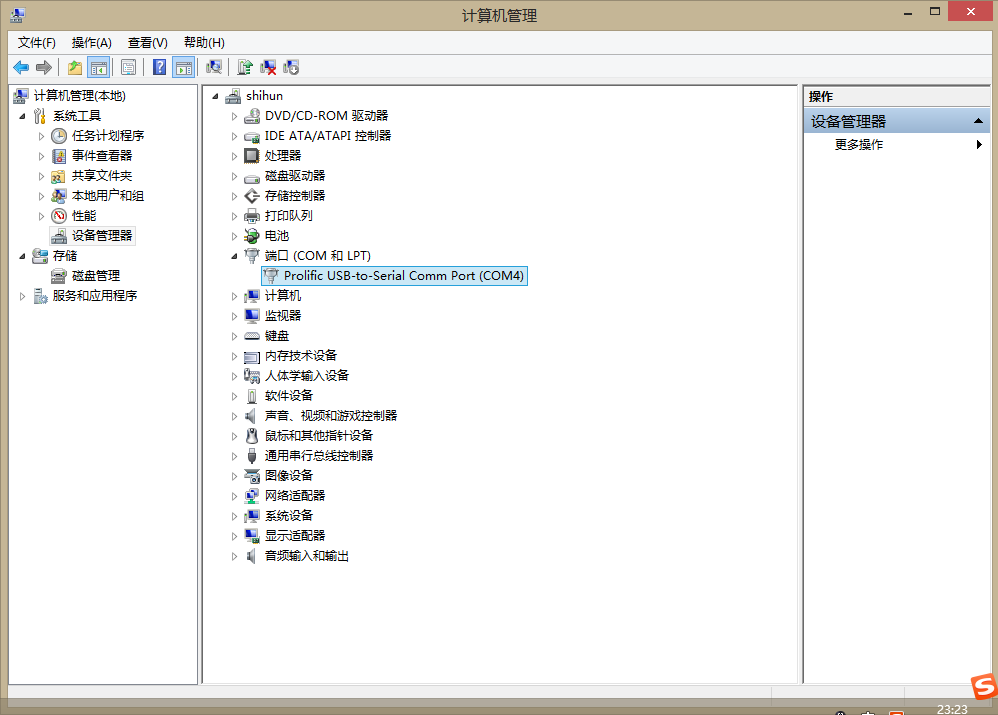 计算机管理
文件(F) 操作(A) 查看(V) 帮助(H)
计算机管理(本地)
系统工具
任务计划程序
事件查看器
共享文件夹
本地用户和组
性能
设备管理器
存储
磁盘管理
服务和应用程序
shihun
DVD/CD-ROM 驱动器
IDE ATA/ATAPI 控制器
处理器
磁盘驱动器
存储控制器
打印队列
电池
端口 (COM 和 LPT)
Prolific USB-to-Serial Comm Port (COM4)
计算机
监视器
键盘
内存技术设备
人体学输入设备
软件设备
声音、视频和游戏控制器
鼠标和其他指针设备
通用串行总线控制器
图像设备
网络适配器
系统设备
显示适配器
音频输入和输出
操作
设备管理器
更多操作
23:23